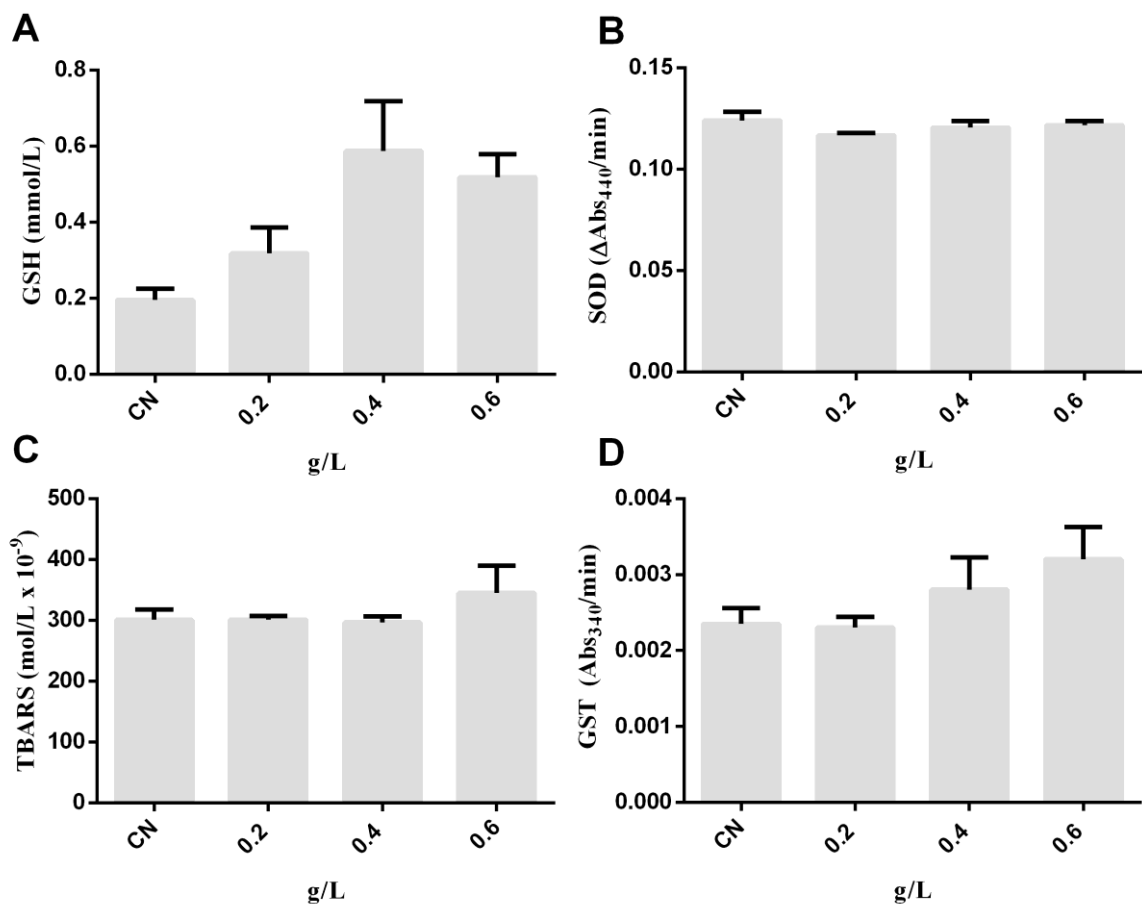 A
GSH (mmol/L)
0.8
0.6
0.4
0.2
0.0
CN
0.2
0.4
0.6
g/L
B
SOD (ΔAbs₄₄₀/min)
0.15
0.10
0.05
0.00
CN
0.2
0.4
0.6
g/L
C
TBARS (mol/L x 10⁻⁹)
500
400
300
200
100
0
CN
0.2
0.4
0.6
g/L
D
GST (Abs₃₄₀/min)
0.004
0.003
0.002
0.001
0.000
CN
0.2
0.4
0.6
g/L